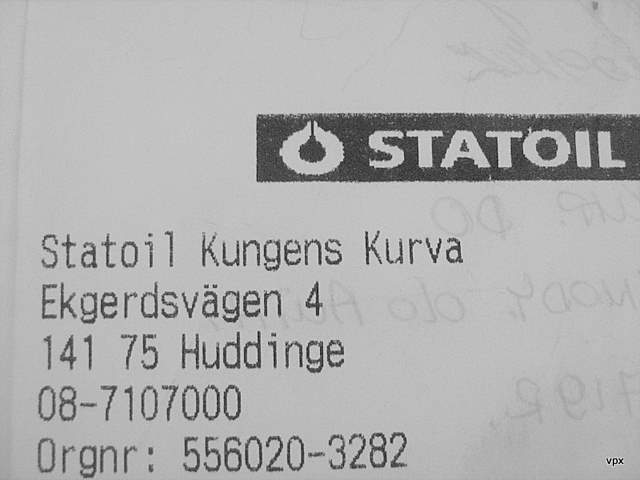 STATOIL
Statoil Kungens Kurva
Ekgerdsvägen 4
141 75 Huddinge
08-7107000
Orgnr: 556020-3282
vpx